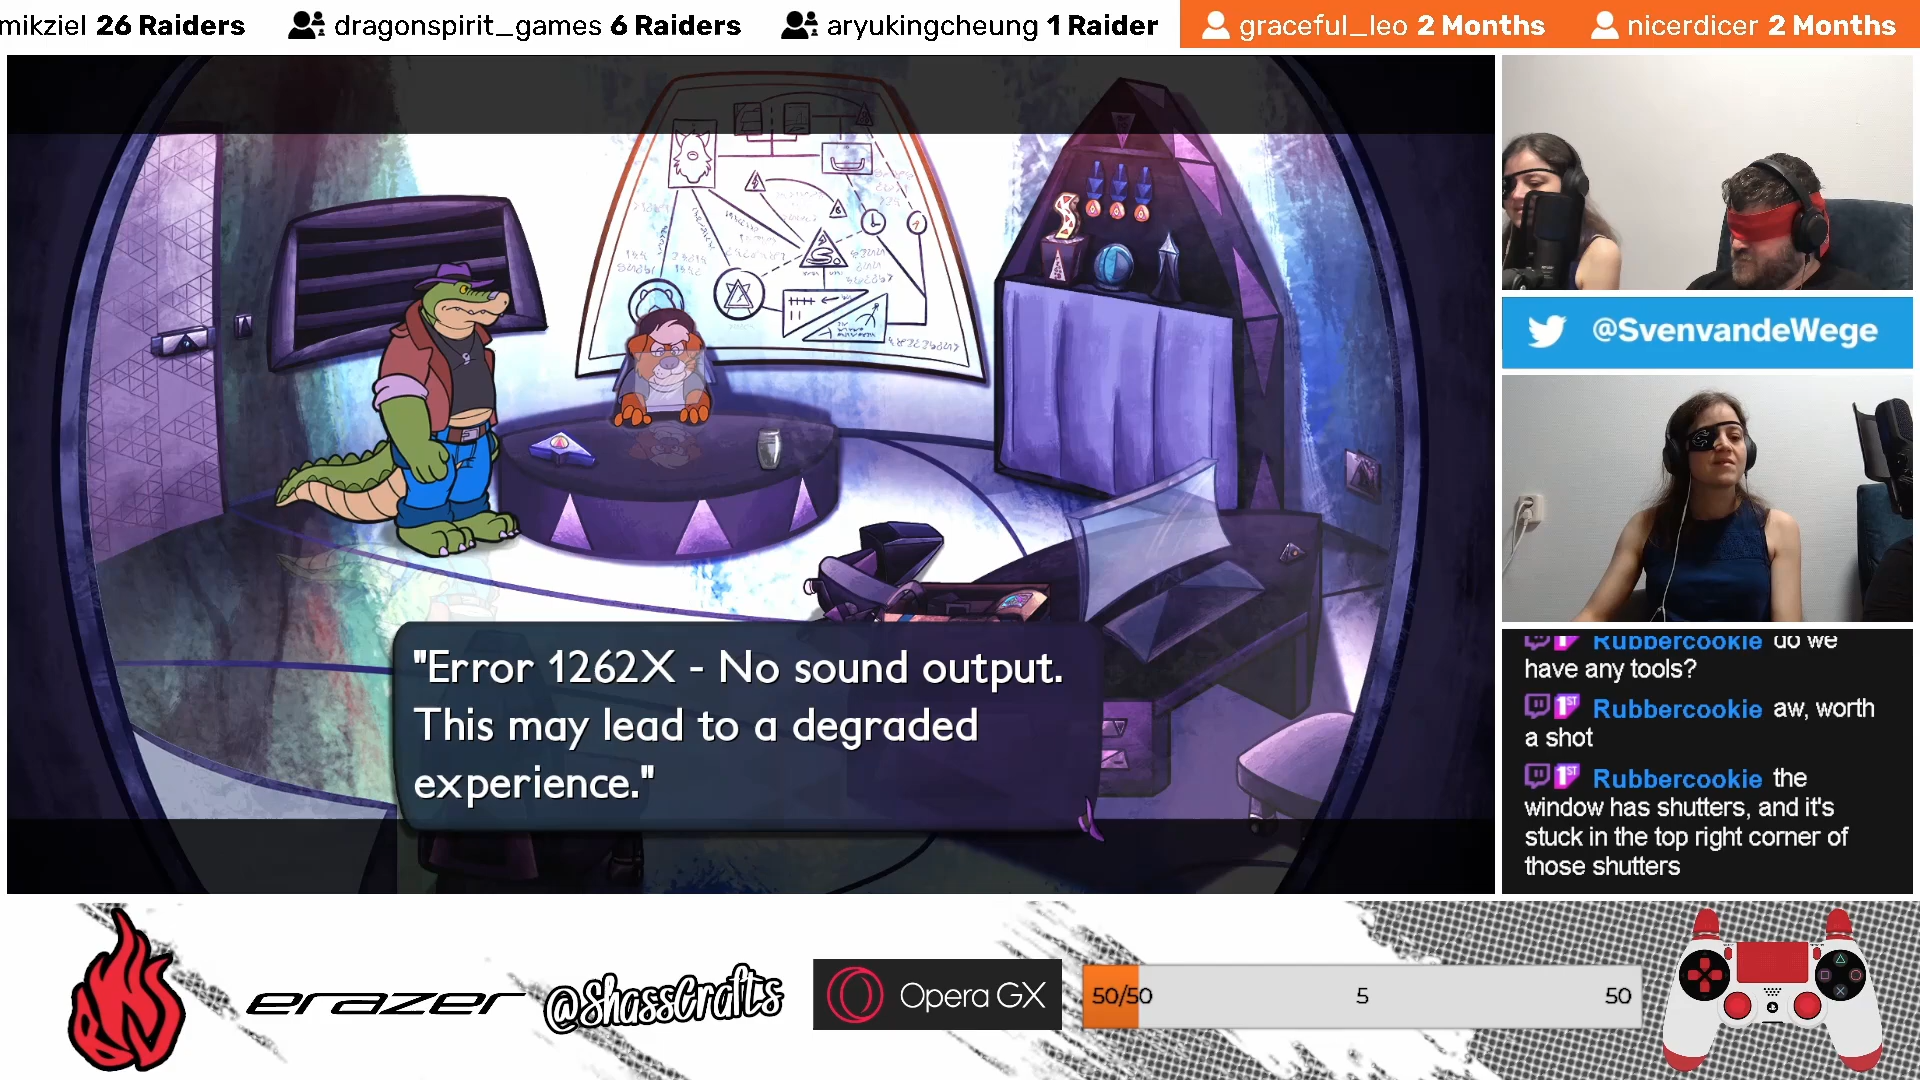 mikziel 26 Raiders dragonspirit_games 6 Raiders aryukingcheung 1 Raider graceful_leo 2 Months nicerdicer 2 Months
@SvenvandeWege
"Error 1262X - No sound output.
This may lead to a degraded
experience."
Rubbercookie do we
have any tools?
Rubbercookie aw, worth
a shot
Rubbercookie the
window has shutters, and it's
stuck in the top right corner of
those shutters
erazer @ShassCrafts Opera GX 50/50 5 50